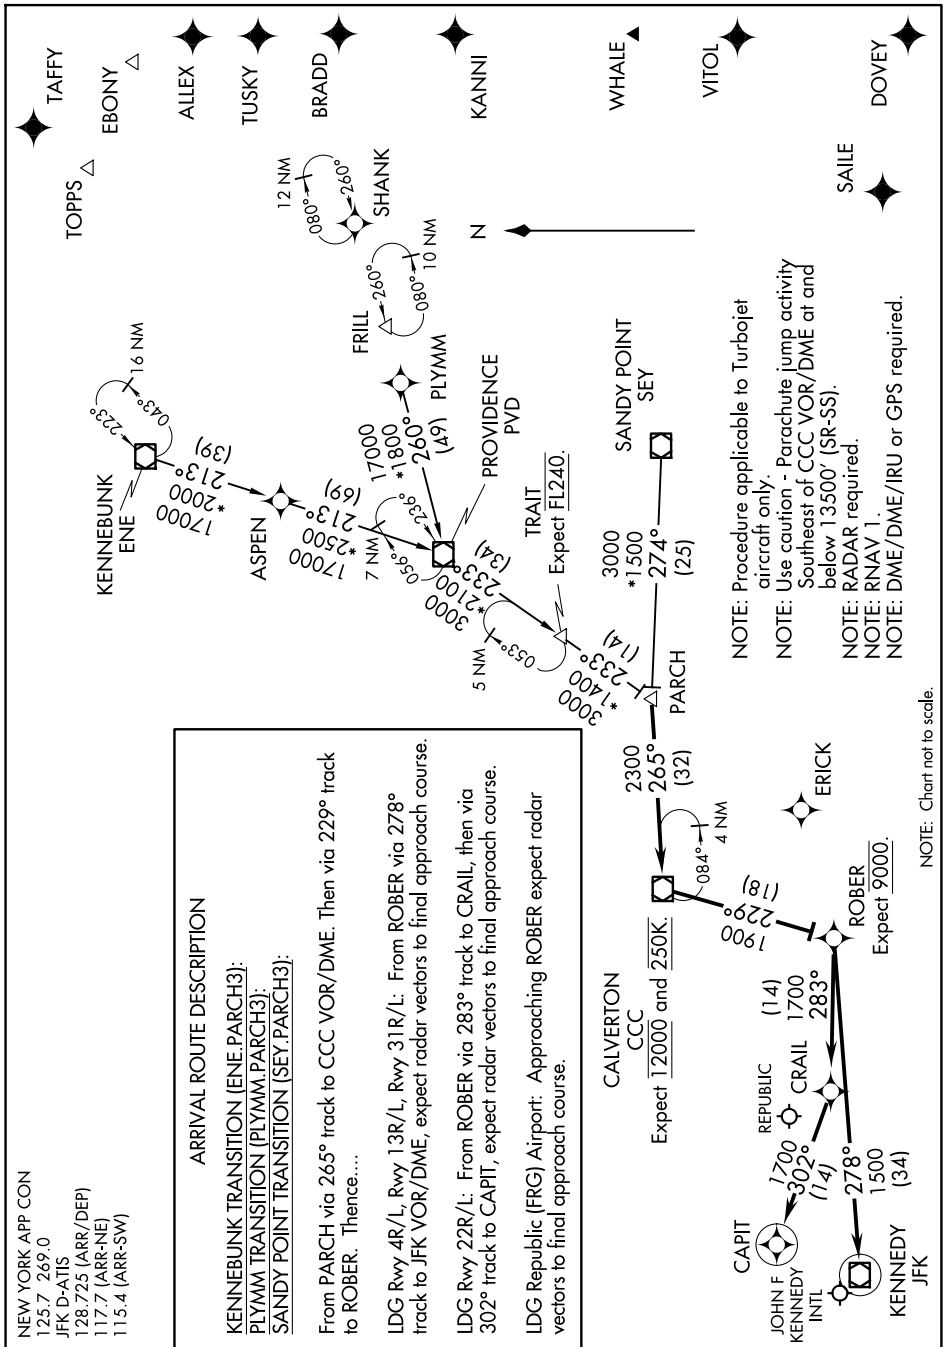 NEW YORK APP CON
125.7  269.0
JFK D-ATIS
128.725 (ARR/DEP)
117.7 (ARR-NE)
115.4 (ARR-SW)
ARRIVAL ROUTE DESCRIPTION
KENNEBUNK TRANSITION (ENE.PARCH3):
PLYMM TRANSITION (PLYMM.PARCH3):
SANDY POINT TRANSITION (SEY.PARCH3):
From PARCH via 265° track to CCC VOR/DME. Then via 229° track
to ROBER. Thence....
LDG Rwy 4R/L, Rwy 13R/L, Rwy 31R/L: From ROBER via 278°
track to JFK VOR/DME, expect radar vectors to final approach course.
LDG Rwy 22R/L: From ROBER via 283° track to CRAIL, then via
302° track to CAPIT, expect radar vectors to final approach course.
LDG Republic (FRG) Airport: Approaching ROBER expect radar
vectors to final approach course.
TOPPS
TAFFY
EBONY
ALLEX
TUSKY
BRADD
KANNI
WHALE
VITOL
DOVEY
SAILE
KENNEBUNK
ENE
223°
043°
16 NM
17000
*2000
213°
(39)
ASPEN
17000
*2500
213°
(69)
12 NM
080°
260°
SHANK
FRILL
260°
080°
10 NM
PLYMM
17000
*1800
260°
(49)
7 NM
236°
056°
PROVIDENCE
PVD
3000
*2100
233°
(34)
5 NM
053°
TRAIT
Expect FL240.
3000
*1400
233°
(14)
SANDY POINT
SEY
3000
*1500
274°
(25)
PARCH
2300
265°
(32)
084°
4 NM
CALVERTON
CCC
Expect 12000 and 250K.
1900
229°
(18)
ERICK
ROBER
Expect 9000.
(14)
1700
283°
CRAIL
REPUBLIC
1700
302°
(14)
CAPIT
278°
1500
(34)
JOHN F
KENNEDY
INTL
KENNEDY
JFK
N
NOTE: Procedure applicable to Turbojet
aircraft only.
NOTE: Use caution - Parachute jump activity
Southeast of CCC VOR/DME at and
below 13500' (SR-SS).
NOTE: RADAR required.
NOTE: RNAV 1.
NOTE: DME/DME/IRU or GPS required.
NOTE: Chart not to scale.